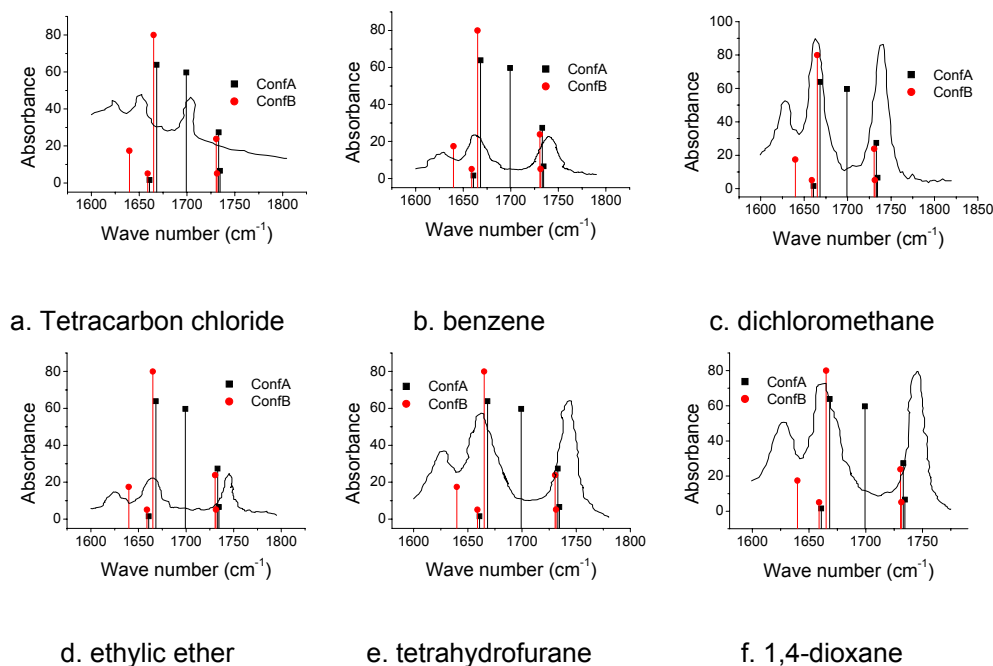 80
60
40
20
0
Absorbance
ConfA
ConfB
1600 1650 1700 1750 1800
Wave number (cm-1)
a. Tetracarbon chloride
80
60
40
20
0
Absorbance
ConfA
ConfB
1600 1650 1700 1750 1800
Wave number (cm-1)
b. benzene
100
80
60
40
20
0
Absorbance
ConfA
ConfB
1600 1650 1700 1750 1800 1850
Wave number (cm-1)
c. dichloromethane
80
60
40
20
0
Absorbance
ConfA
ConfB
1600 1650 1700 1750 1800
Wave number (cm-1)
d. ethylic ether
80
60
40
20
0
Absorbance
ConfA
ConfB
1600 1650 1700 1750 1800
Wave number (cm-1)
e. tetrahydrofurane
80
60
40
20
0
Absorbance
ConfA
ConfB
1600 1650 1700 1750
Wave number (cm-1)
f. 1,4-dioxane